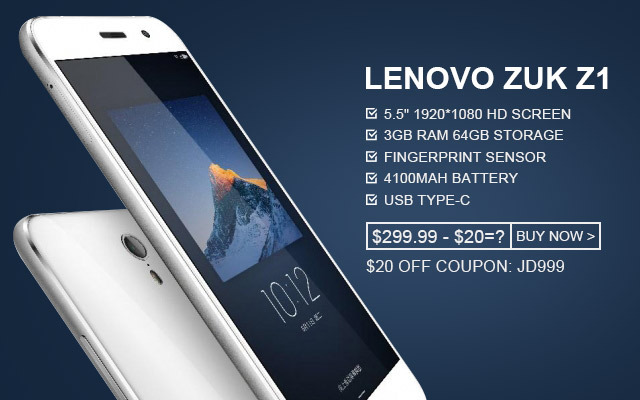 LENOVO ZUK Z1
5.5" 1920*1080 HD SCREEN
3GB RAM 64GB STORAGE
FINGERPRINT SENSOR
4100MAH BATTERY
USB TYPE-C
$299.99 - $20=?
BUY NOW >
$20 OFF COUPON: JD999
10:12